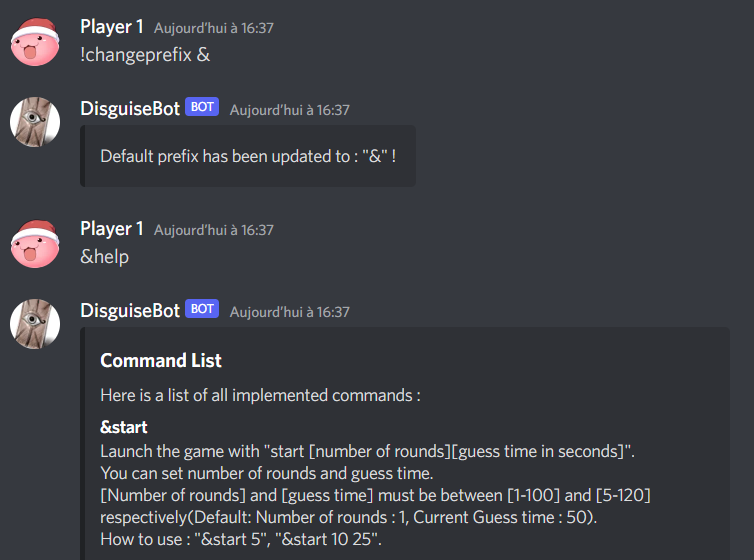 Player 1 Aujourd'hui à 16:37
!changeprefix &
DisguiseBot BOT Aujourd'hui à 16:37
Default prefix has been updated to : "&" !
Player 1 Aujourd'hui à 16:37
&help
DisguiseBot BOT Aujourd'hui à 16:37
Command List
Here is a list of all implemented commands :
&start
Launch the game with "start [number of rounds][guess time in seconds]".
You can set number of rounds and guess time.
[Number of rounds] and [guess time] must be between [1-100] and [5-120]
respectively(Default: Number of rounds : 1, Current Guess time : 50).
How to use : "&start 5", "&start 10 25".